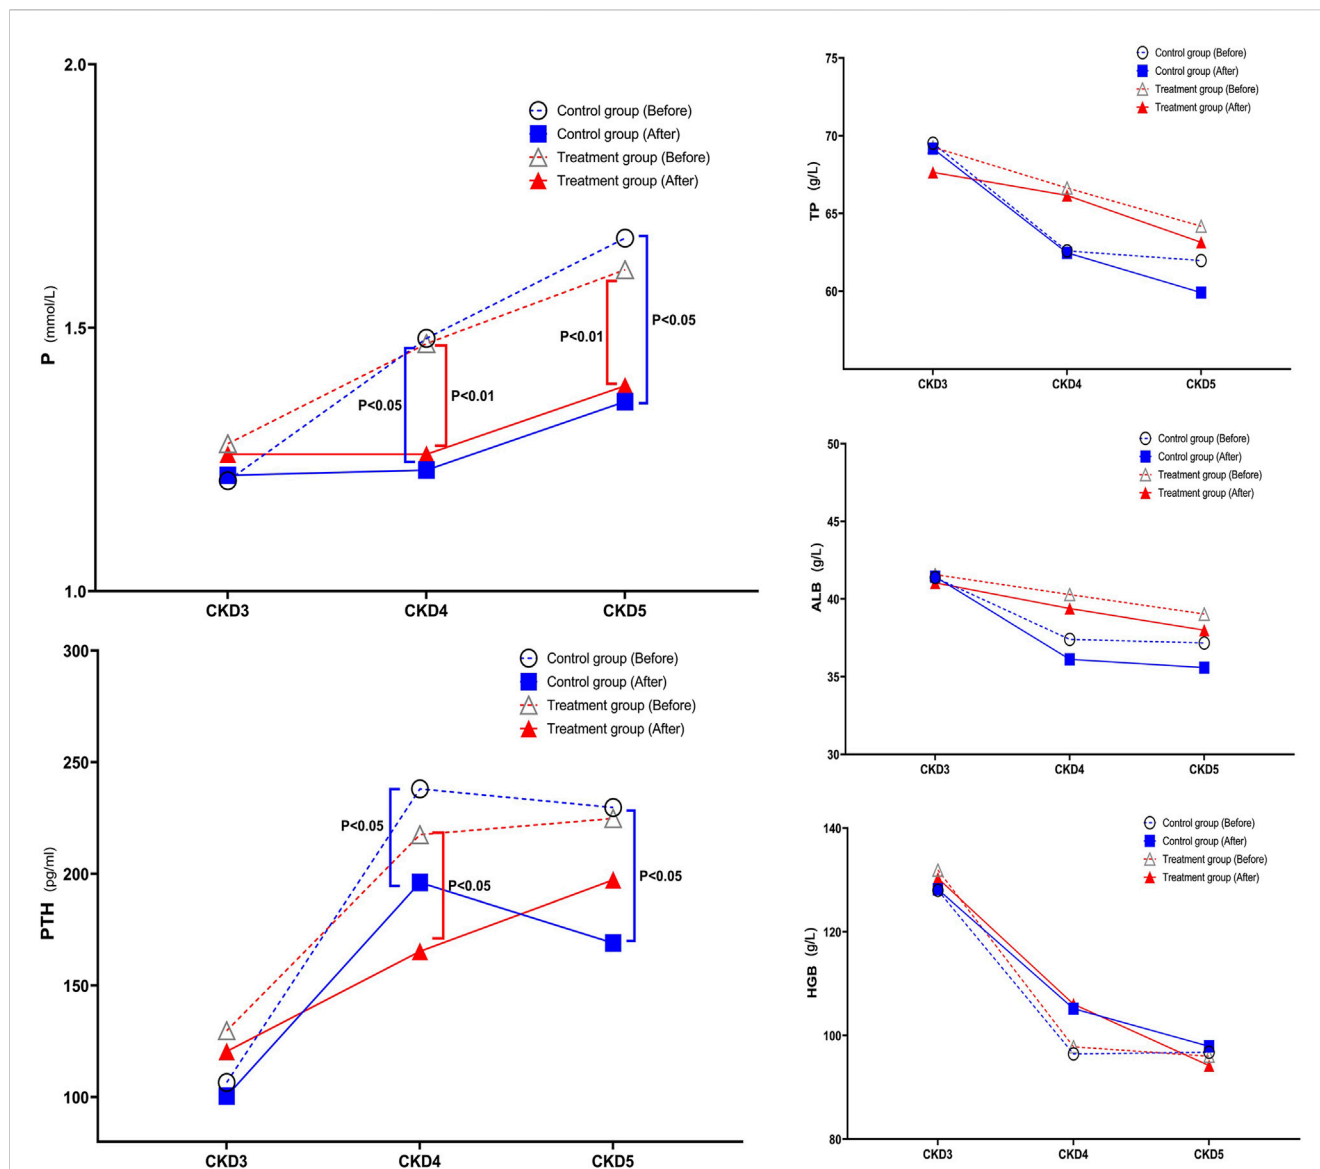 2.0
1.5
1.0
P (mmol/L)
Control group (Before)
Control group (After)
Treatment group (Before)
Treatment group (After)
P<0.05
P<0.01
P<0.01
P<0.05
CKD3 CKD4 CKD5
300
250
200
150
100
PTH (pg/ml)
Control group (Before)
Control group (After)
Treatment group (Before)
Treatment group (After)
P<0.05
P<0.05
P<0.05
CKD3 CKD4 CKD5
75
70
65
60
TP (g/L)
Control group (Before)
Control group (After)
Treatment group (Before)
Treatment group (After)
CKD3 CKD4 CKD5
50
45
40
35
30
ALB (g/L)
Control group (Before)
Control group (After)
Treatment group (Before)
Treatment group (After)
CKD3 CKD4 CKD5
140
120
100
80
HGB (g/L)
Control group (Before)
Control group (After)
Treatment group (Before)
Treatment group (After)
CKD3 CKD4 CKD5